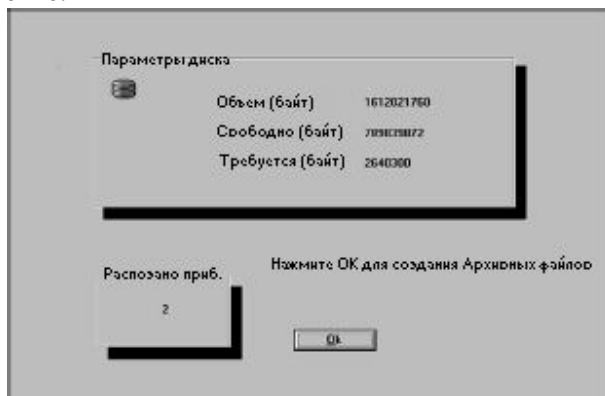 Параметры диска
Объем (байт) 1612021760
Свободно (байт)
Требуется (байт) 2640300
Распозано приб.
2
Нажмите ОК для создания Архивных файлов
Ok